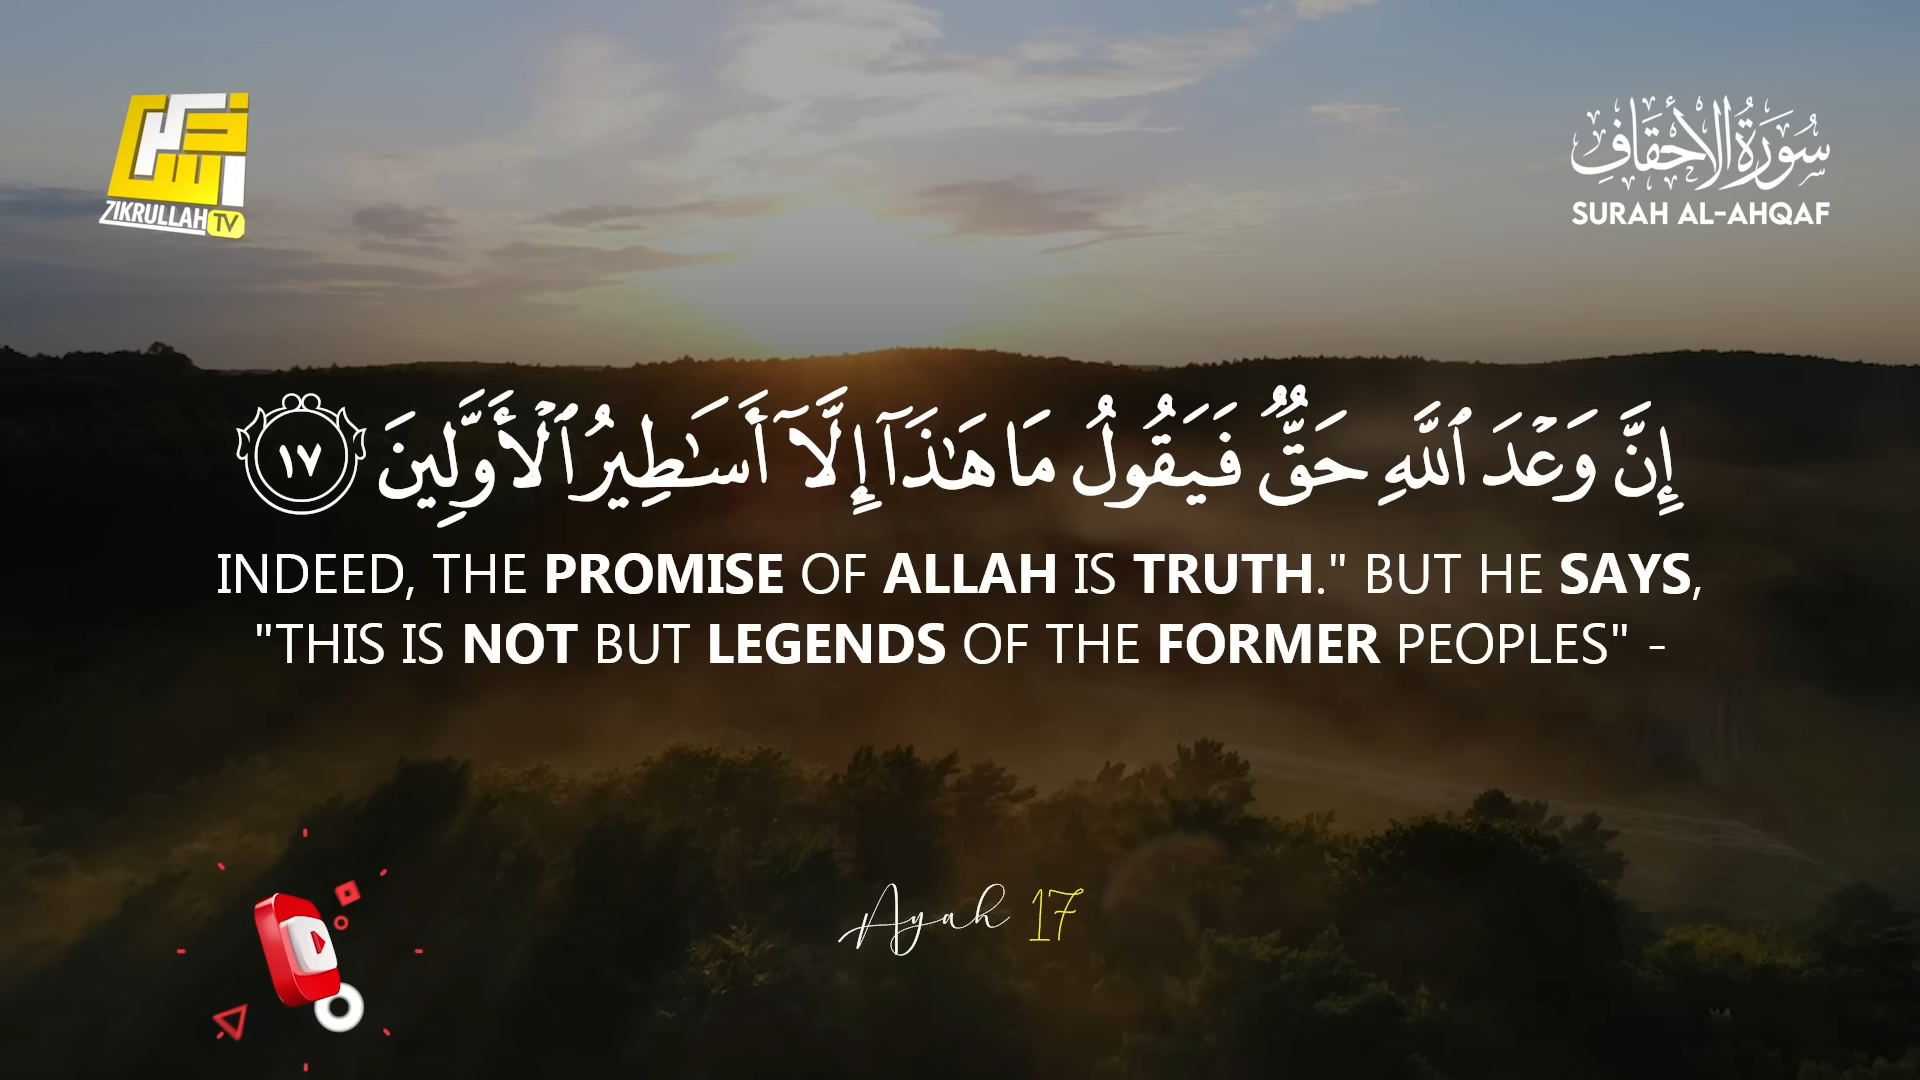 ZIKRULLAH TV
سُورَةُ الأَحْقَافِ
SURAH AL-AHQAF
إِنَّ وَعْدَ ٱللَّهِ حَقٌّ فَيَقُولُ مَا هَـٰذَآ إِلَّآ أَسَـٰطِيرُ ٱلْأَوَّلِينَ ١٧
INDEED, THE PROMISE OF ALLAH IS TRUTH." BUT HE SAYS,
"THIS IS NOT BUT LEGENDS OF THE FORMER PEOPLES" -
Ayah 17